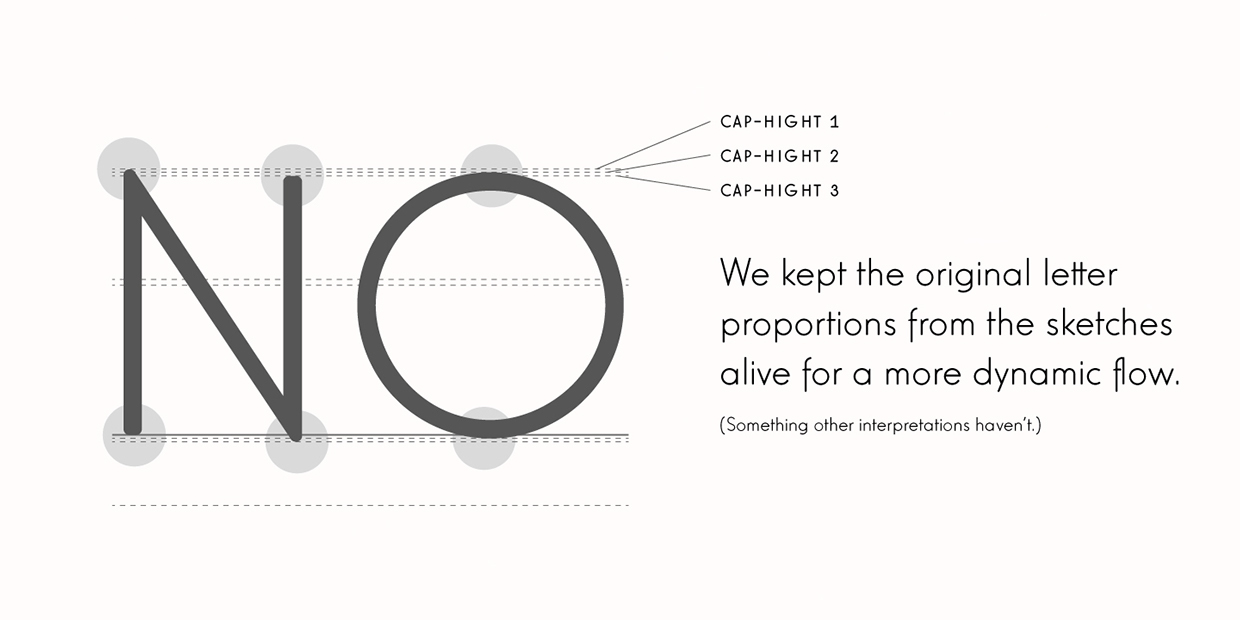 NO
CAP-HIGHT 1
CAP-HIGHT 2
CAP-HIGHT 3
We kept the original letter
proportions from the sketches
alive for a more dynamic flow.
(Something other interpretations haven't.)